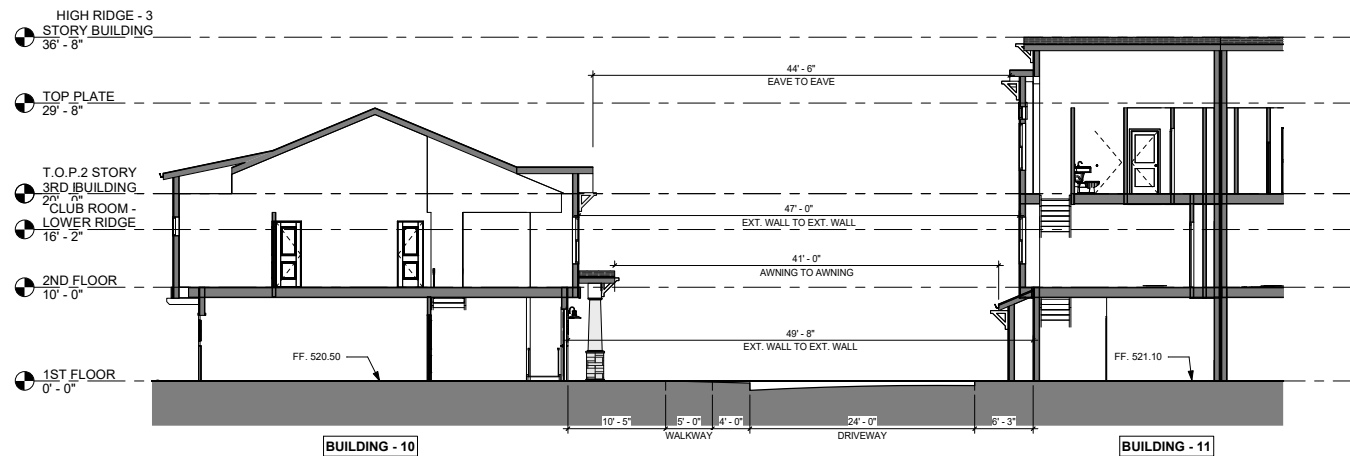 HIGH RIDGE - 3
STORY BUILDING
36' - 8"
TOP PLATE
29' - 8"
T.O.P.2 STORY
BUILDING
3RD
20' - 0"
CLUB ROOM -
LOWER RIDGE
16' - 2"
2ND FLOOR
10' - 0"
1ST FLOOR
0' - 0"
44' - 6"
EAVE TO EAVE
47' - 0"
EXT. WALL TO EXT. WALL
41' - 0"
AWNING TO AWNING
49' - 8"
EXT. WALL TO EXT. WALL
FF. 520.50
FF. 521.10
10' - 5"
5' - 0"
4' - 0"
24' - 0"
6' - 3"
WALKWAY
DRIVEWAY
BUILDING - 10
BUILDING - 11